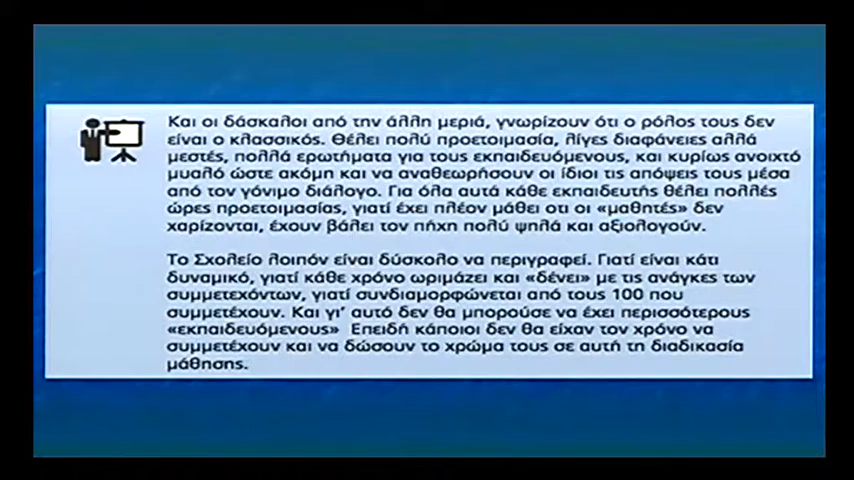 Και οι δάσκαλοι από την άλλη μεριά, γνωρίζουν ότι ο ρόλος τους δεν
είναι ο κλασσικός. Θέλει πολύ προετοιμασία, λίγες διαφάνειες αλλά
μεστές, πολλά ερωτήματα για τους εκπαιδευόμενους, και κυρίως ανοιχτό
μυαλό ώστε ακόμη και να αναθεωρήσουν οι ίδιοι τις απόψεις τους μέσα
από τον γόνιμο διάλογο. Για όλα αυτά κάθε εκπαιδευτής θέλει πολλές
ώρες προετοιμασίας, γιατί έχει πλέον μάθει οτι οι «μαθητές» δεν
χαρίζονται, έχουν βάλει τον πήχη πολύ ψηλά και αξιολογούν.
Το Σχολείο λοιπόν είναι δύσκολο να περιγραφεί. Γιατί είναι κάτι
δυναμικό, γιατί κάθε χρόνο ωριμάζει και «δένει» με τις ανάγκες των
συμμετεχόντων, γιατί συνδιαμορφώνεται από τους 100 που
συμμετέχουν. Και γι' αυτό δεν θα μπορούσε να έχει περισσότερους
«εκπαιδευόμενους» Επειδή κάποιοι δεν θα είχαν τον χρόνο να
συμμετέχουν και να δώσουν το χρώμα τους σε αυτή τη διαδικασία
μάθησης.